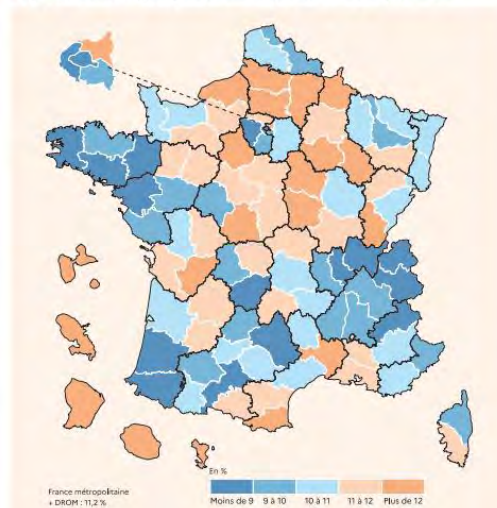 En %
Moins de 9 9 à 10 10 à 11 11 à 12 Plus de 12
France métropolitaine
+ DROM : 11,2 %